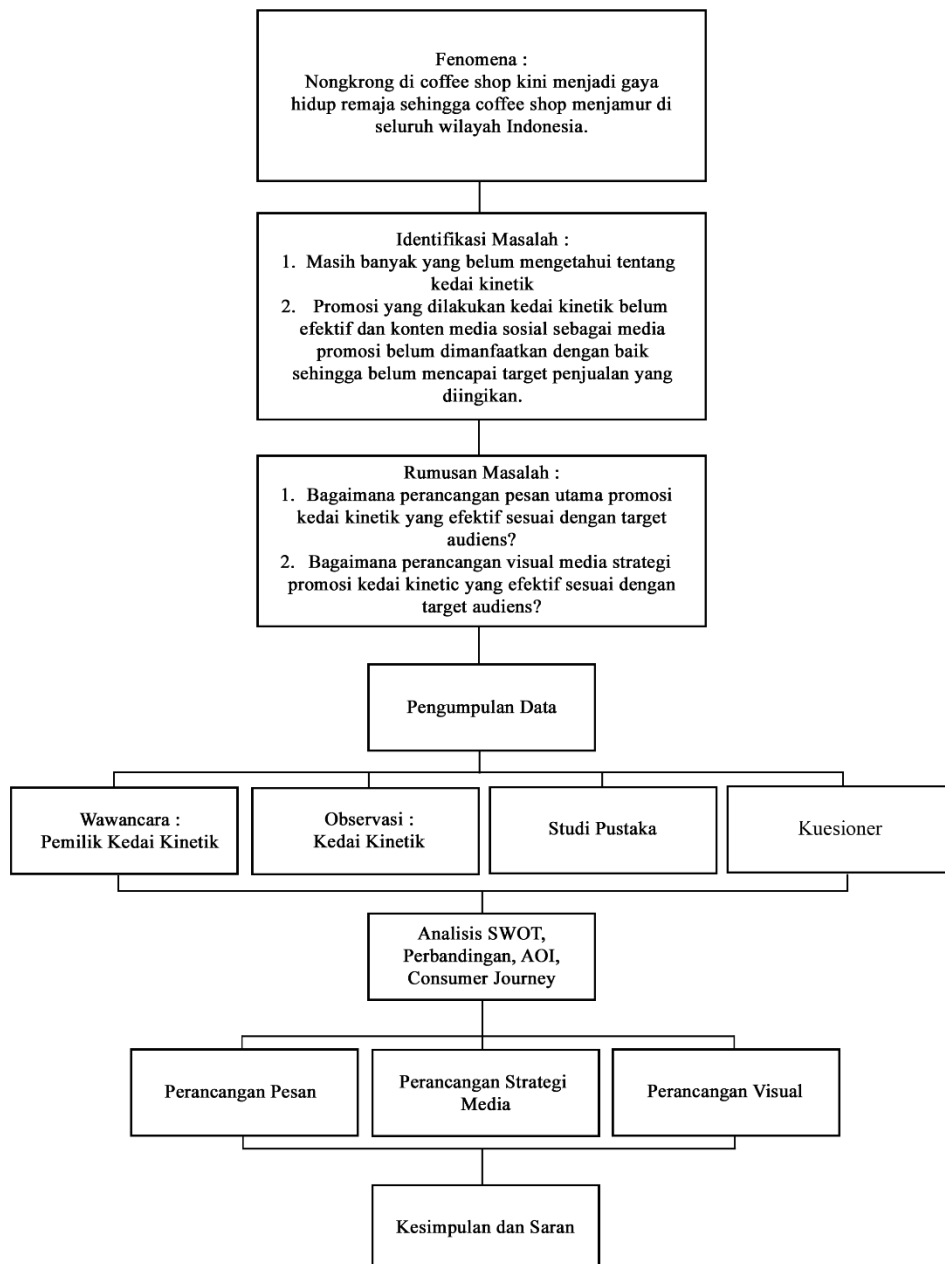 Fenomena :
Nongkrong di coffee shop kini menjadi gaya
hidup remaja sehingga coffee shop menjamur di
seluruh wilayah Indonesia.
Identifikasi Masalah :
1. Masih banyak yang belum mengetahui tentang
kedai kinetik
2. Promosi yang dilakukan kedai kinetik belum
efektif dan konten media sosial sebagai media
promosi belum dimanfaatkan dengan baik
sehingga belum mencapai target penjualan yang
diingikan.
Rumusan Masalah :
1. Bagaimana perancangan pesan utama promosi
kedai kinetik yang efektif sesuai dengan target
audiens?
2. Bagaimana perancangan visual media strategi
promosi kedai kinetic yang efektif sesuai dengan
target audiens?
Pengumpulan Data
Wawancara :
Pemilik Kedai Kinetik
Observasi :
Kedai Kinetik
Studi Pustaka
Kuesioner
Analisis SWOT,
Perbandingan, AOI,
Consumer Journey
Perancangan Pesan
Perancangan Strategi
Media
Perancangan Visual
Kesimpulan dan Saran